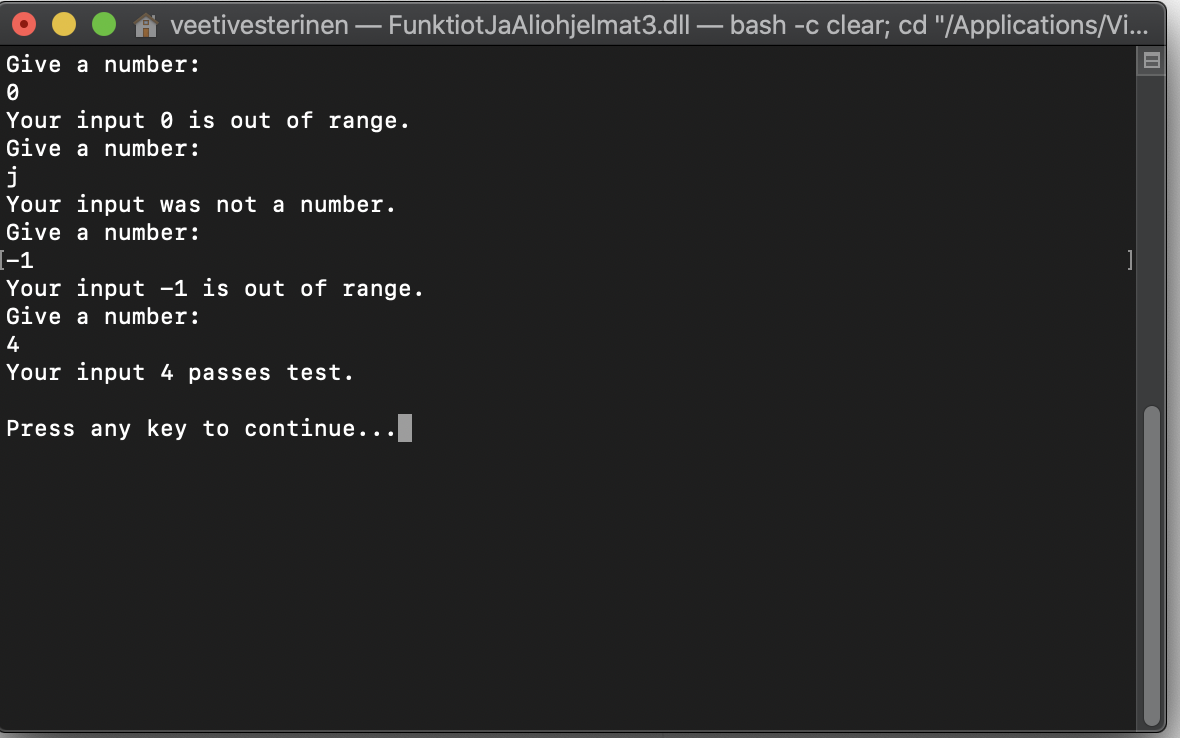 veetivesterinen — FunktiotJaAliohjelmat3.dll — bash -c clear; cd "/Applications/Vi...
Give a number:
0
Your input 0 is out of range.
Give a number:
j
Your input was not a number.
Give a number:
[-1 ]
Your input -1 is out of range.
Give a number:
4
Your input 4 passes test.
Press any key to continue...